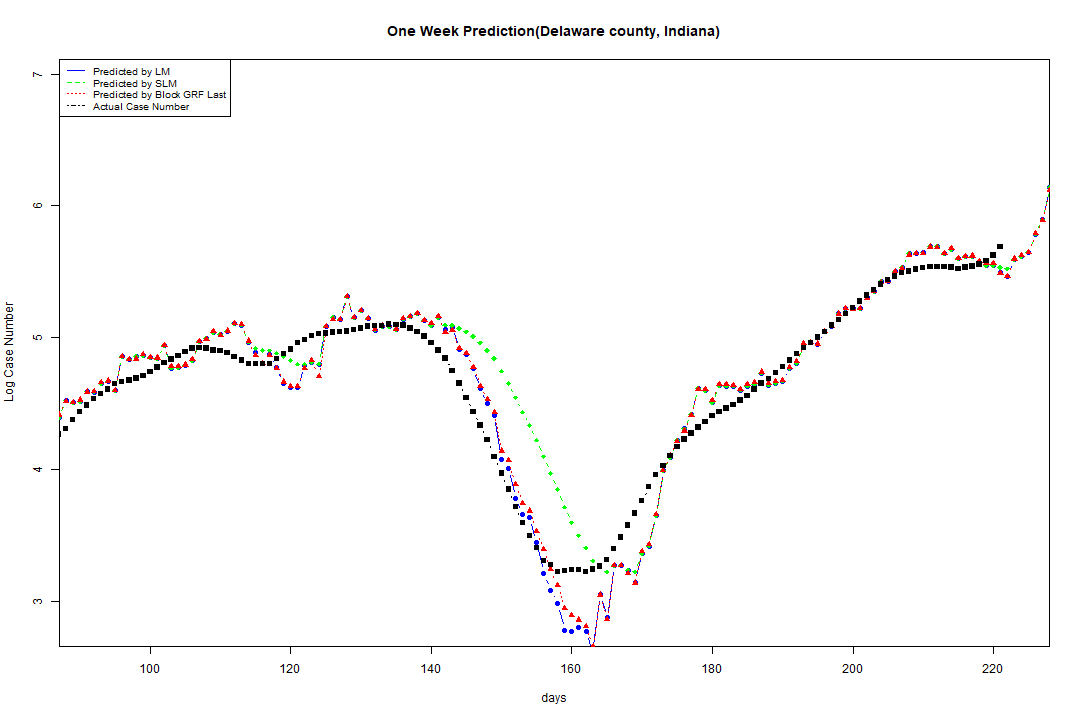 One Week Prediction(Delaware county, Indiana)
Predicted by LM
Predicted by SLM
Predicted by Block GRF Last
Actual Case Number
7
6
5
4
3
Log Case Number
100 120 140 160 180 200 220
days